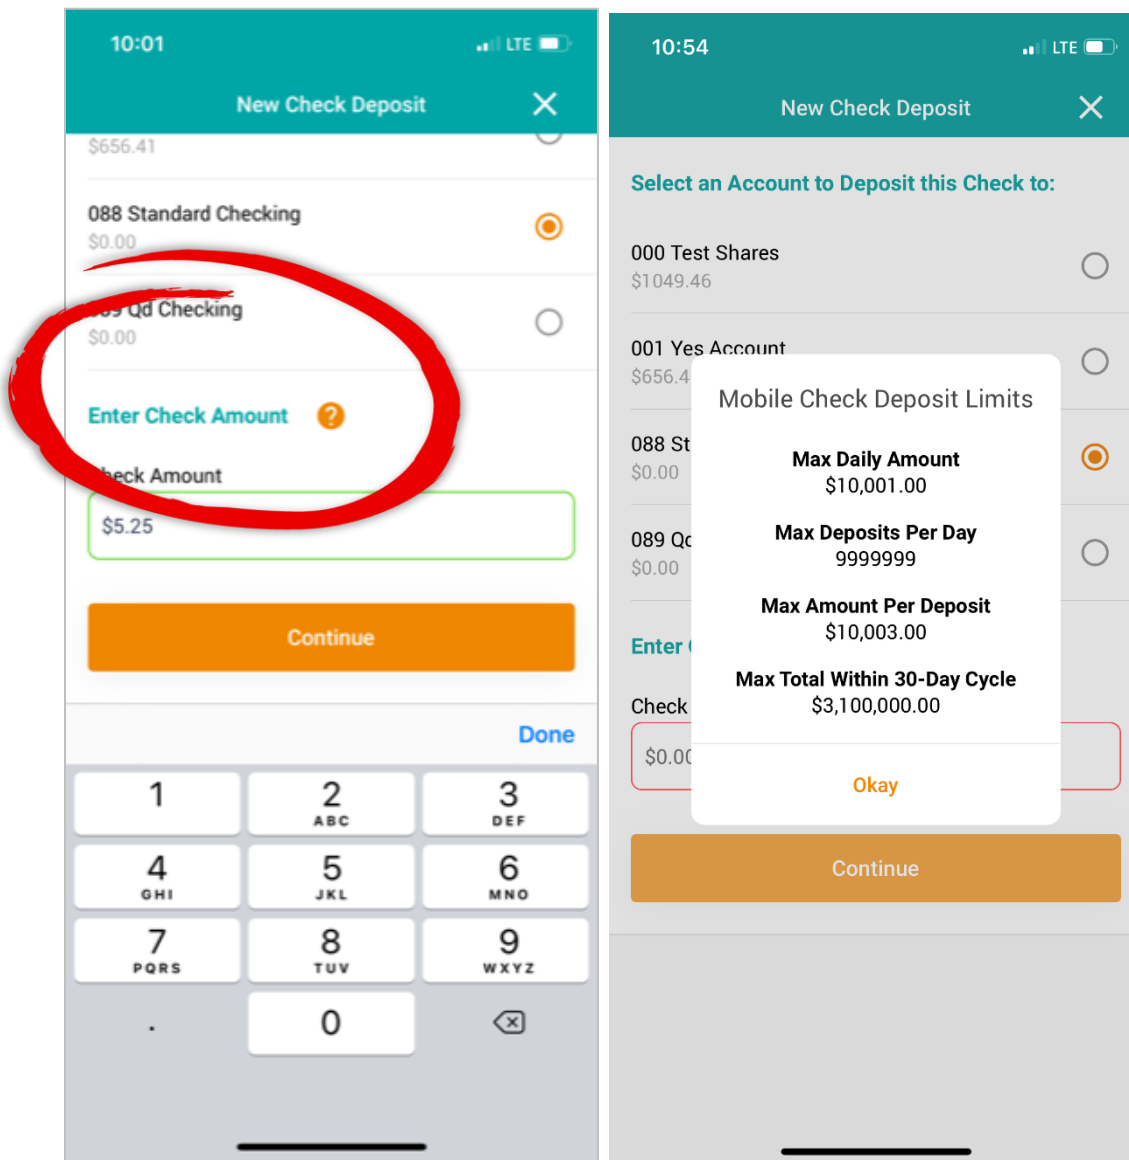 10:01
LTE
New Check Deposit
$656.41
088 Standard Checking
$0.00
Qd Checking
$0.00
Enter Check Amount ?
Check Amount
$5.25
Continue
Done
1
2
ABC
3
DEF
4
GHI
5
JKL
6
MNO
7
PQRS
8
TUV
9
WXYZ
.
0
10:54
LTE
New Check Deposit
Select an Account to Deposit this Check to:
000 Test Shares
$1049.46
001 Yes Account
$656.4
088 St
$0.00
089 Qd
$0.00
Enter
Check
$0.00
Mobile Check Deposit Limits
Max Daily Amount
$10,001.00
Max Deposits Per Day
9999999
Max Amount Per Deposit
$10,003.00
Max Total Within 30-Day Cycle
$3,100,000.00
Okay
Continue